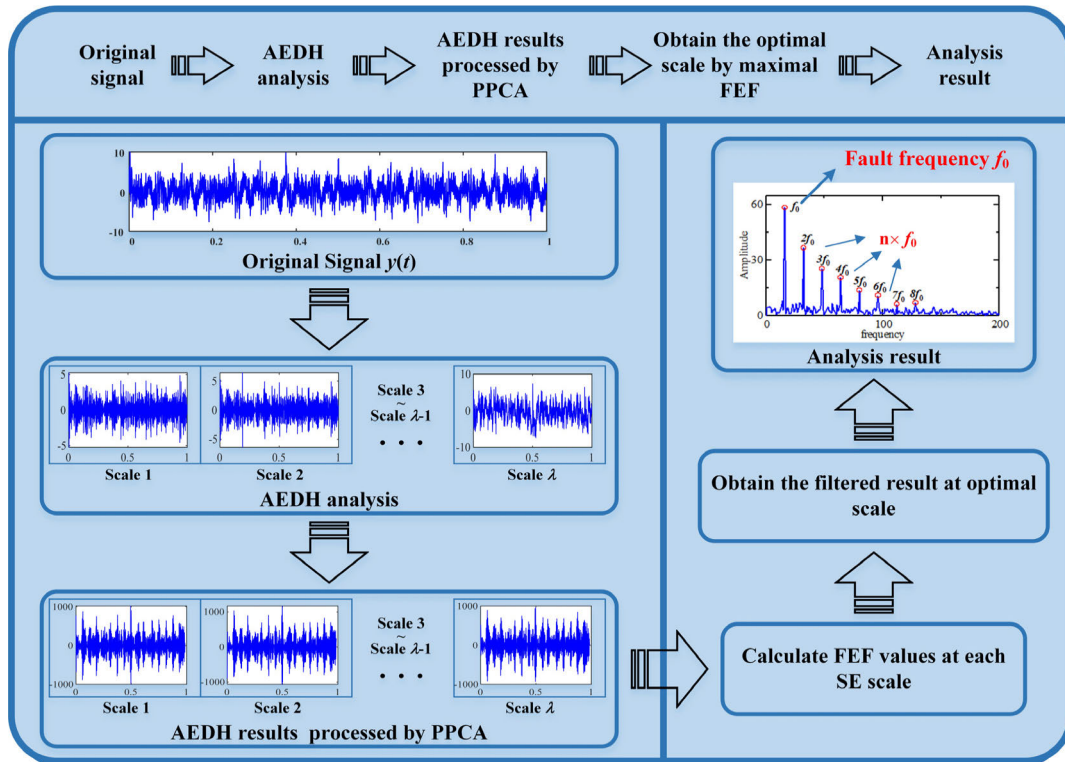 Original
signal
AEDH
analysis
AEDH results
processed by
PPCA
Obtain the optimal
scale by maximal
FEF
Analysis
result
10
0
-10
0 0.2 0.4 0.6 0.8 1
Original Signal y(t)
5
0
-5
0 0.5 1
Scale 1
5
0
-5
0 0.5 1
Scale 2
Scale 3
~
Scale λ-1
• • •
10
0
-10
0 0.5 1
Scale λ
AEDH analysis
1000
0
-1000
0 0.5 1
Scale 1
1000
0
-1000
0 0.5 1
Scale 2
Scale 3
~
Scale λ-1
• • •
1000
0
-1000
0 0.5 1
Scale λ
AEDH results processed by PPCA
Fault frequency f₀
n× f₀
Amplitude
60
30
0
f₀
2f₀
3f₀
4f₀
5f₀
6f₀
7f₀
8f₀
0 100 200
frequency
Analysis result
Obtain the filtered result at optimal
scale
Calculate FEF values at each
SE scale